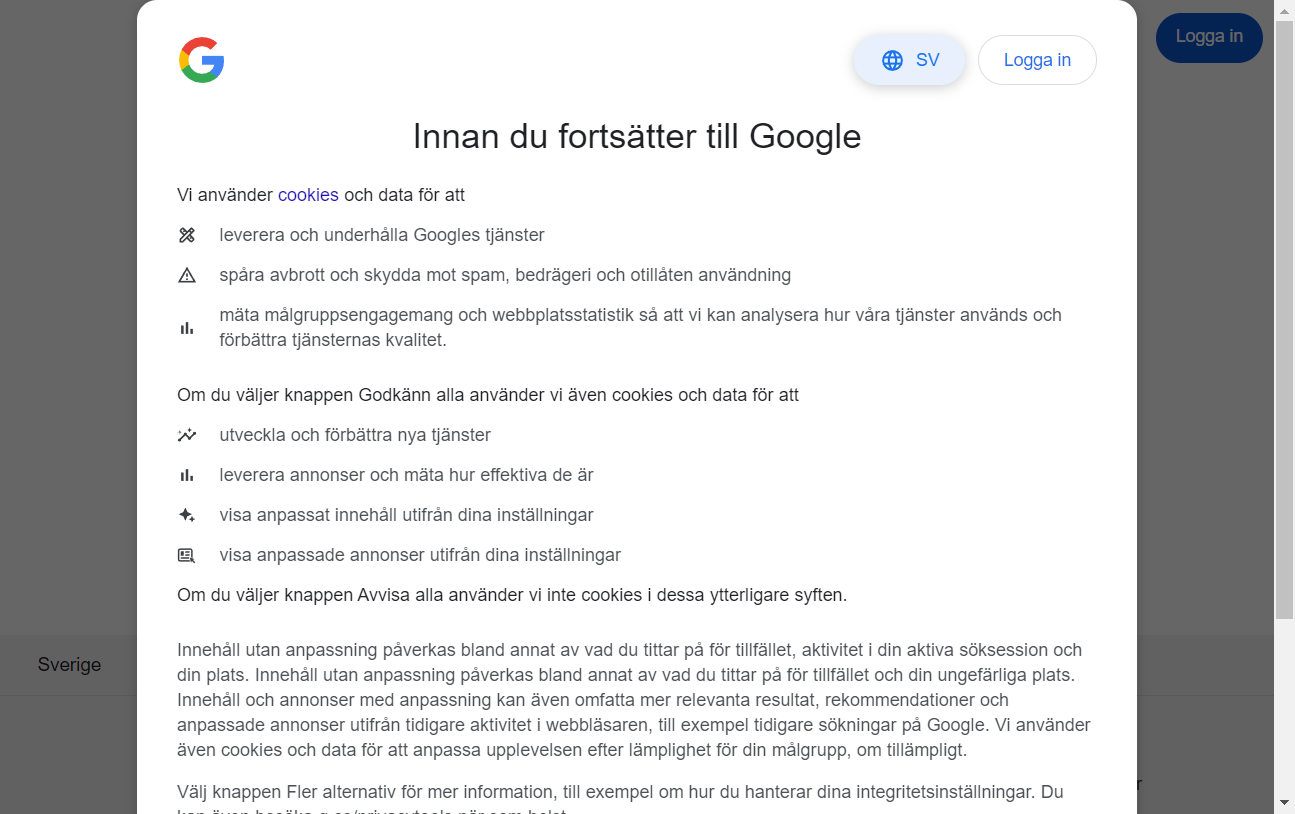 Logga in
SV
Logga in
Innan du fortsätter till Google
Vi använder cookies och data för att
leverera och underhålla Googles tjänster
spåra avbrott och skydda mot spam, bedrägeri och otillåten användning
mäta målgruppsengagemang och webbplatsstatistik så att vi kan analysera hur våra tjänster används och
förbättra tjänsternas kvalitet.
Om du väljer knappen Godkänn alla använder vi även cookies och data för att
utveckla och förbättra nya tjänster
leverera annonser och mäta hur effektiva de är
visa anpassat innehåll utifrån dina inställningar
visa anpassade annonser utifrån dina inställningar
Om du väljer knappen Avvisa alla använder vi inte cookies i dessa ytterligare syften.
Innehåll utan anpassning påverkas bland annat av vad du tittar på för tillfället, aktivitet i din aktiva söksession och
din plats. Innehåll utan anpassning påverkas bland annat av vad du tittar på för tillfället och din ungefärliga plats.
Innehåll och annonser med anpassning kan även omfatta mer relevanta resultat, rekommendationer och
anpassade annonser utifrån tidigare aktivitet i webbläsaren, till exempel tidigare sökningar på Google. Vi använder
även cookies och data för att anpassa upplevelsen efter lämplighet för din målgrupp, om tillämpligt.
Sverige
Välj knappen Fler alternativ för mer information, till exempel om hur du hanterar dina integritetsinställningar. Du
kan även besöka g.co/privacytools när som helst.